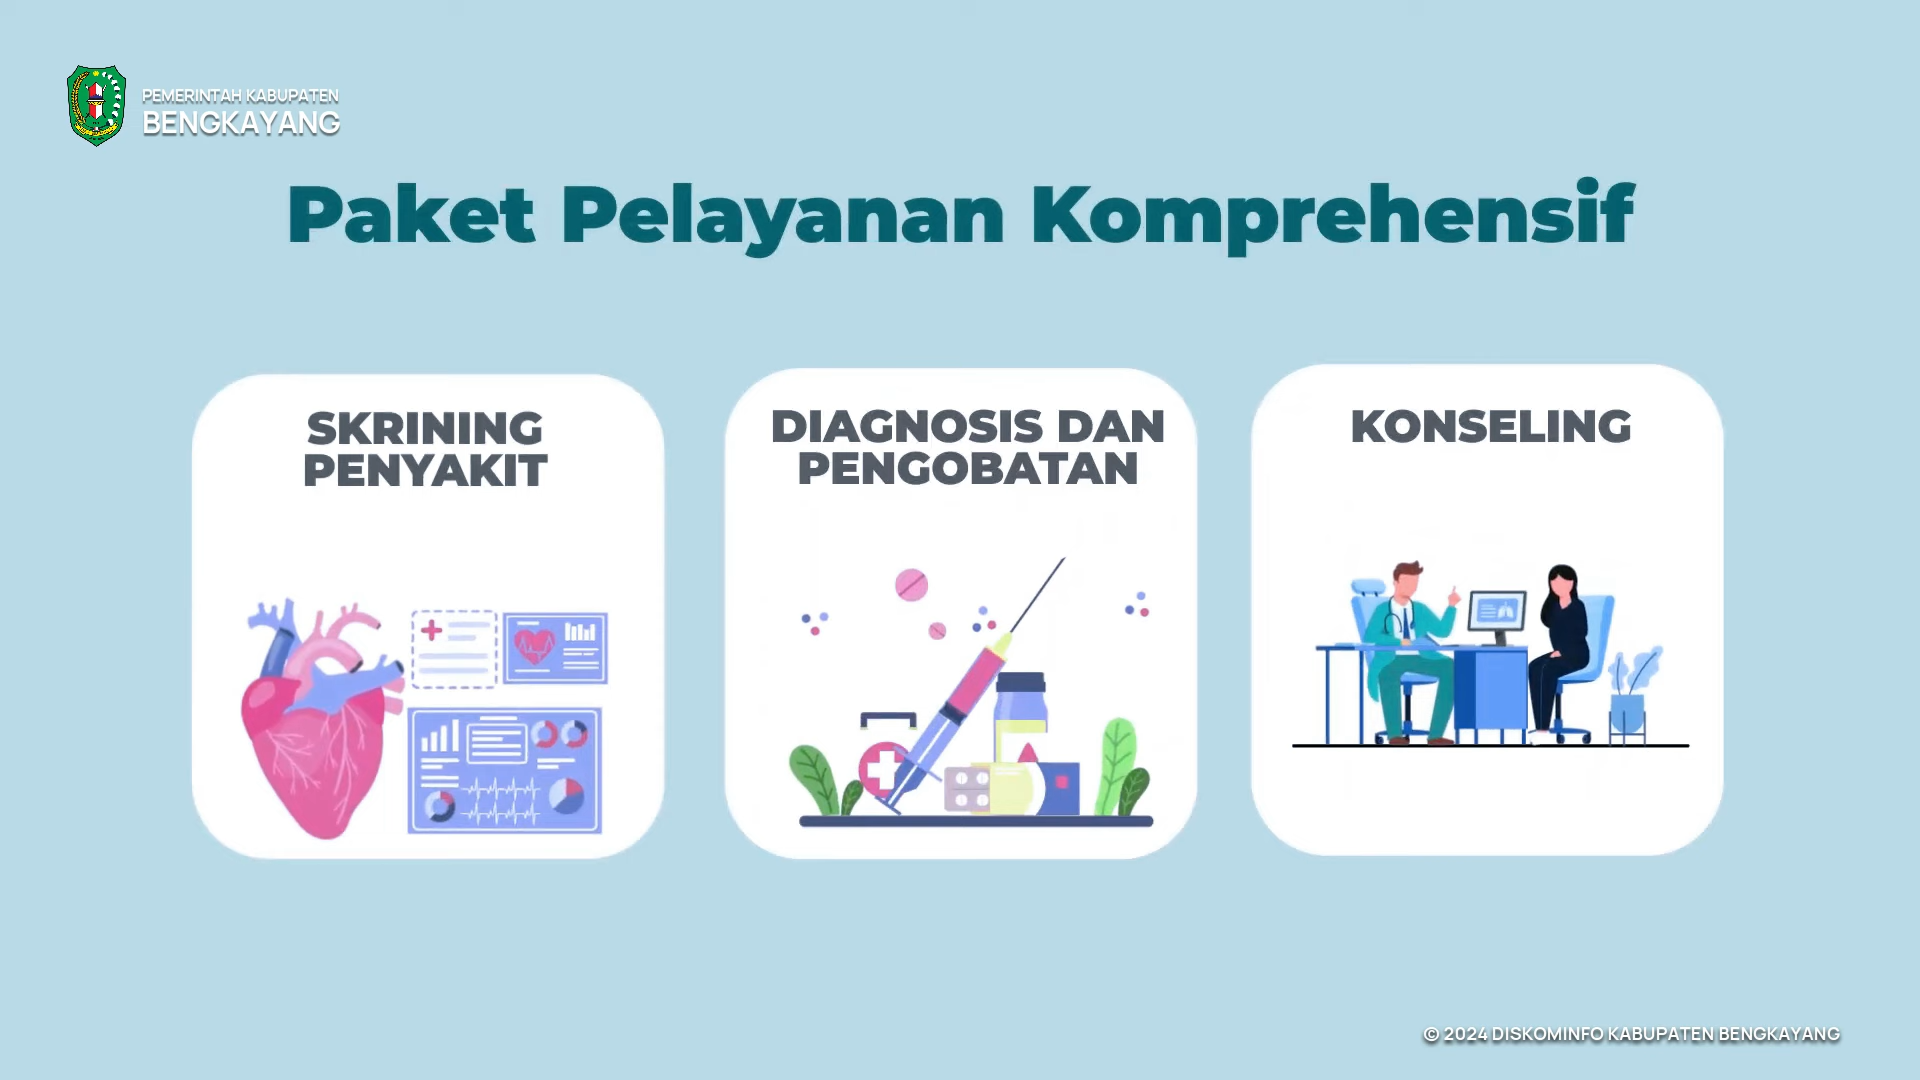 PEMERINTAH KABUPATEN
BENGKAYANG
Paket Pelayanan Komprehensif
SKRINING
PENYAKIT
DIAGNOSIS DAN
PENGOBATAN
KONSELING
© 2024 DISKOMINFO KABUPATEN BENGKAYANG